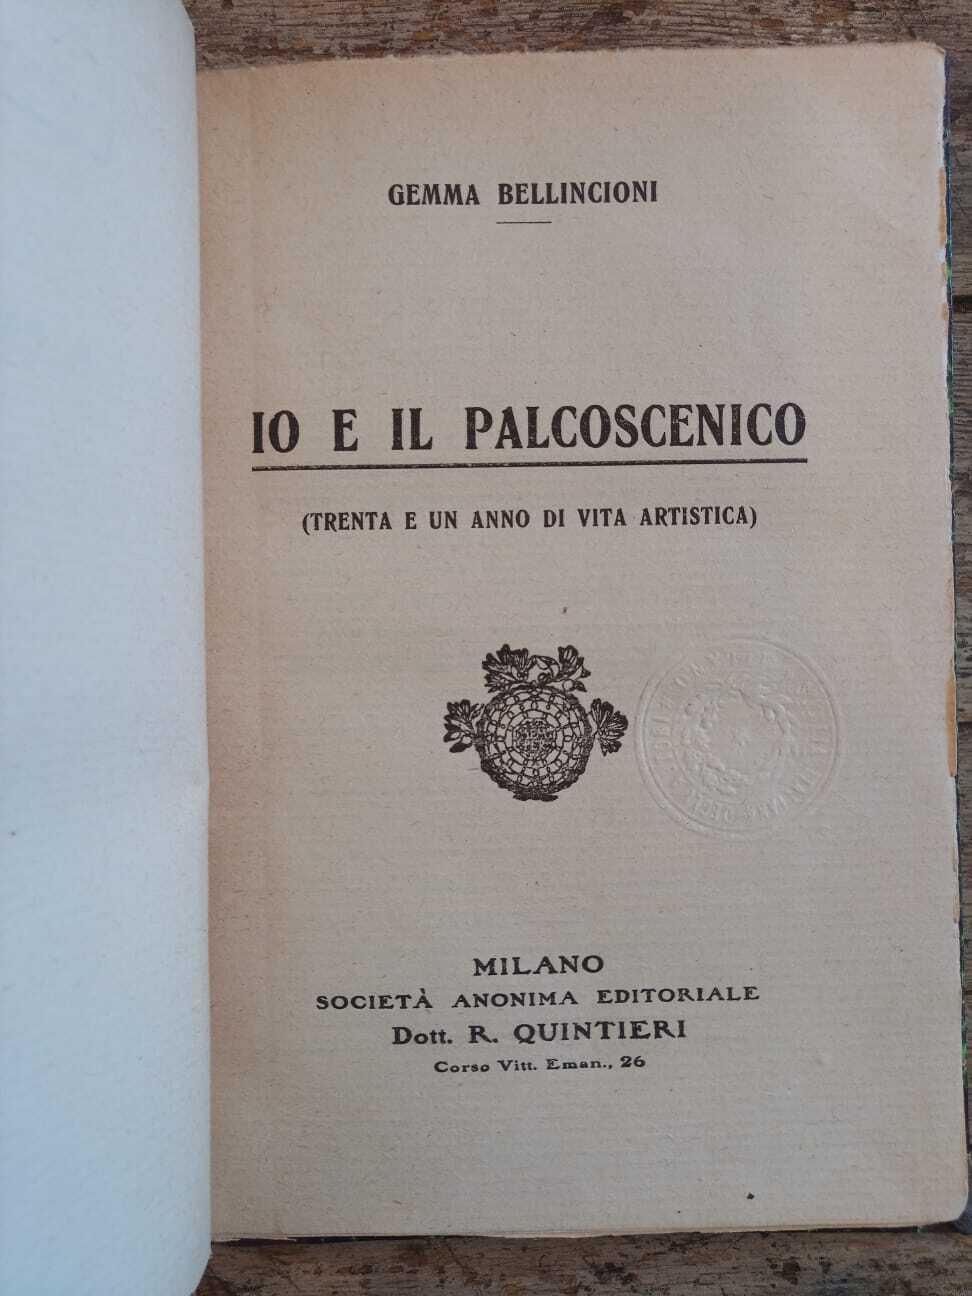 GEMMA BELLINCIONI
IO E IL PALCOSCENICO
(TRENTA E UN ANNO DI VITA ARTISTICA)
MILANO
SOCIETÀ ANONIMA EDITORIALE
Dott. R. QUINTIERI
Corso Vitt. Eman., 26